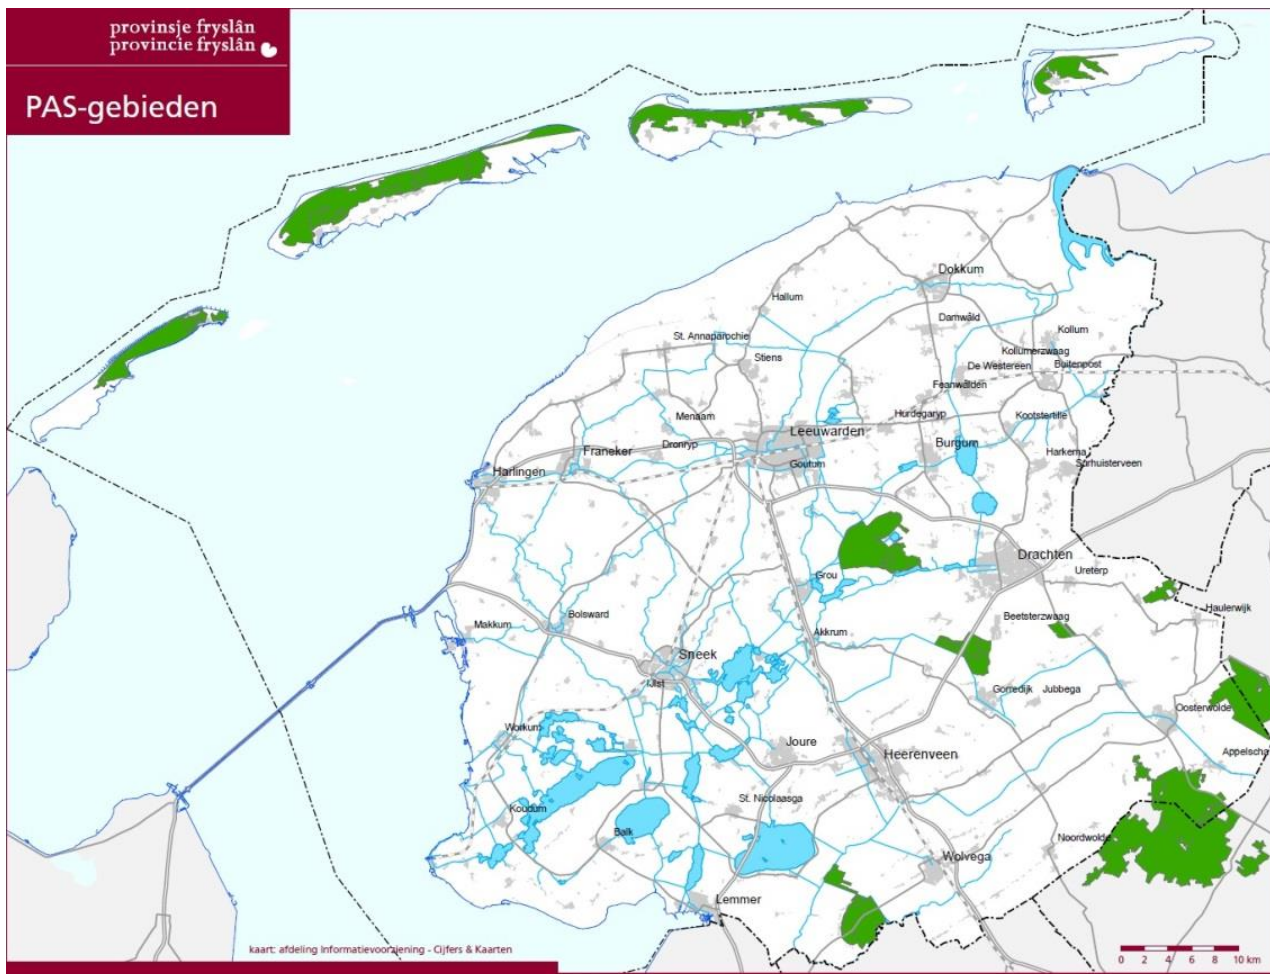 provinsje fryslân
provincie fryslân
PAS-gebieden
Dokkum
Hallum
Damwâld
Kollum
St. Annaparochie
Kollumerzwaag
Stiens
De Westereen
Buitenpost
Feanwâlden
Menaam
Hurdegaryp
Kootstertille
Leeuwarden
Dronryp
Burgum
Franeker
Harkema
Goutum
Surhuisterveen
Harlingen
Drachten
Ureterp
Grou
Haulerwijk
Bolsward
Beetsterzwaag
Makkum
Akkrum
Sneek
IJlst
Gorredijk
Jubbega
Oosterwolde
Workum
Joure
Appelscha
Heerenveen
St. Nicolaasga
Koudum
Balk
Noordwolde
Wolvega
Lemmer
kaart: afdeling Informatievoorziening - Cijfers & Kaarten
0 2 4 6 8 10 km